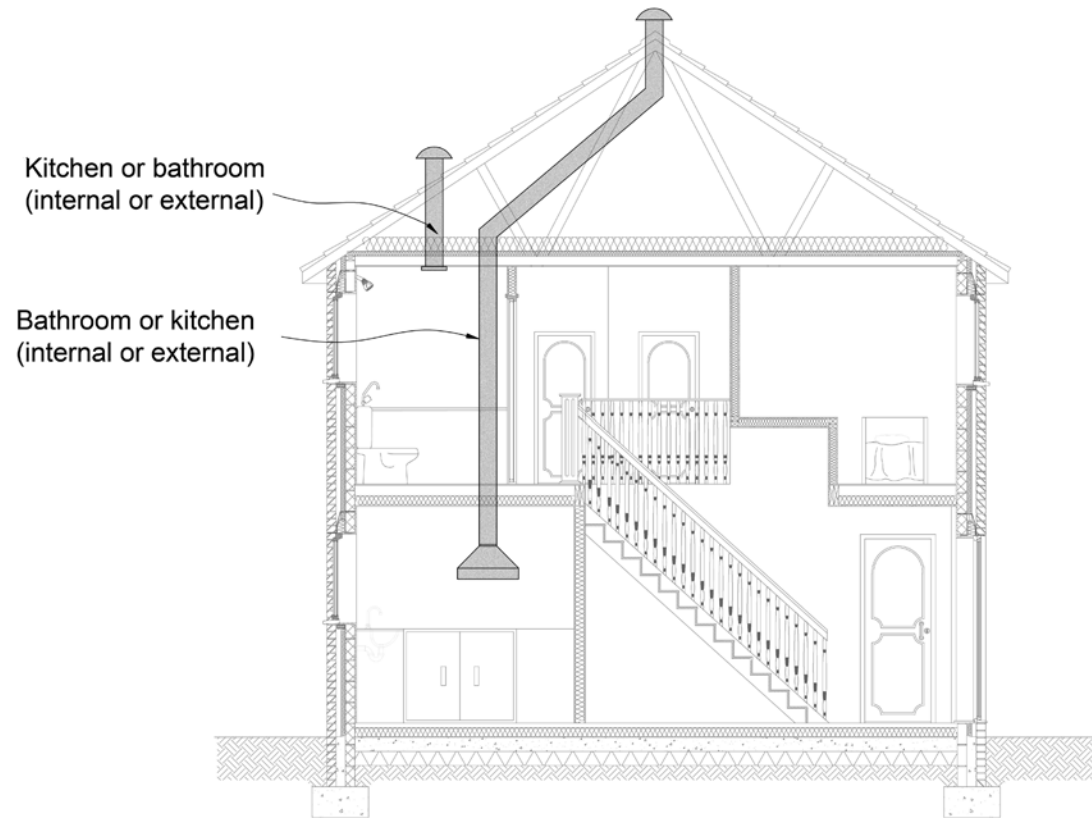 Kitchen or bathroom
(internal or external)
Bathroom or kitchen
(internal or external)